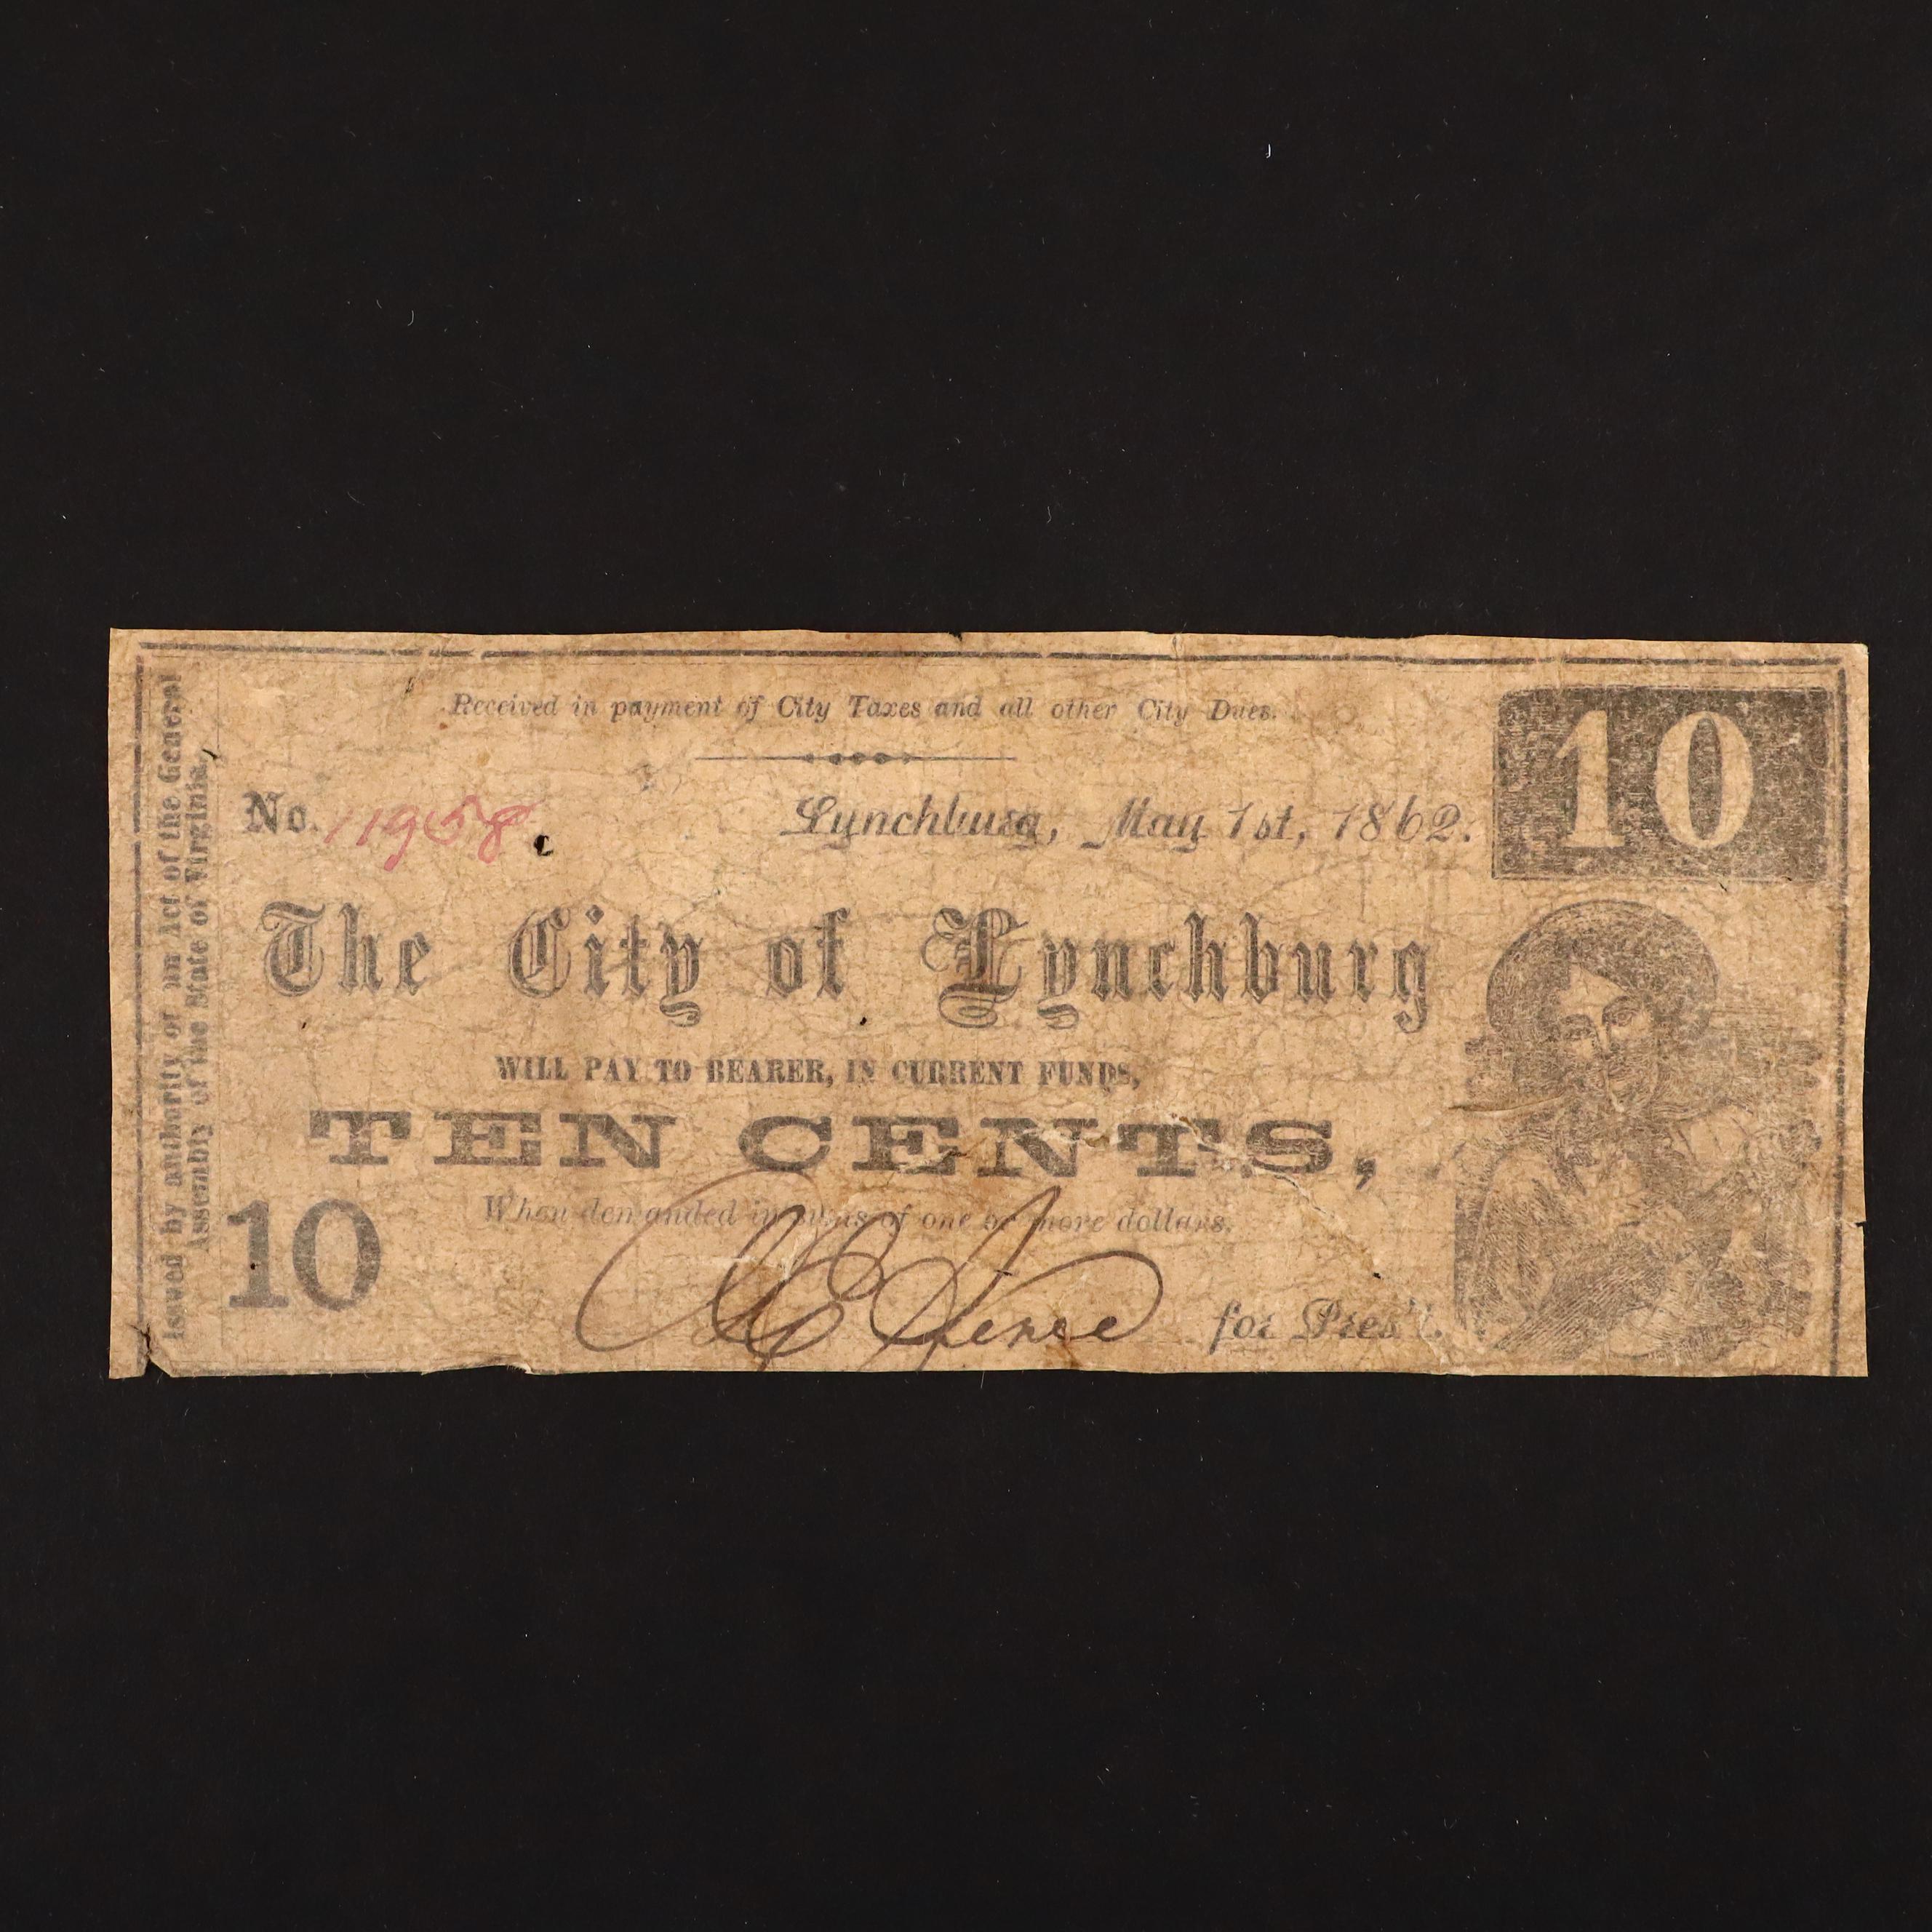 Issued by authority of an Act of the General
Assembly of the State of Virginia,
Received in payment of City Taxes and all other City Dues.
10
No. 11958
Lynchburg, May 1st, 1862.
The City of Lynchburg
WILL PAY TO BEARER, IN CURRENT FUNDS,
TEN CENTS,
When demanded in sums of one or more dollars.
10
for Pres't.